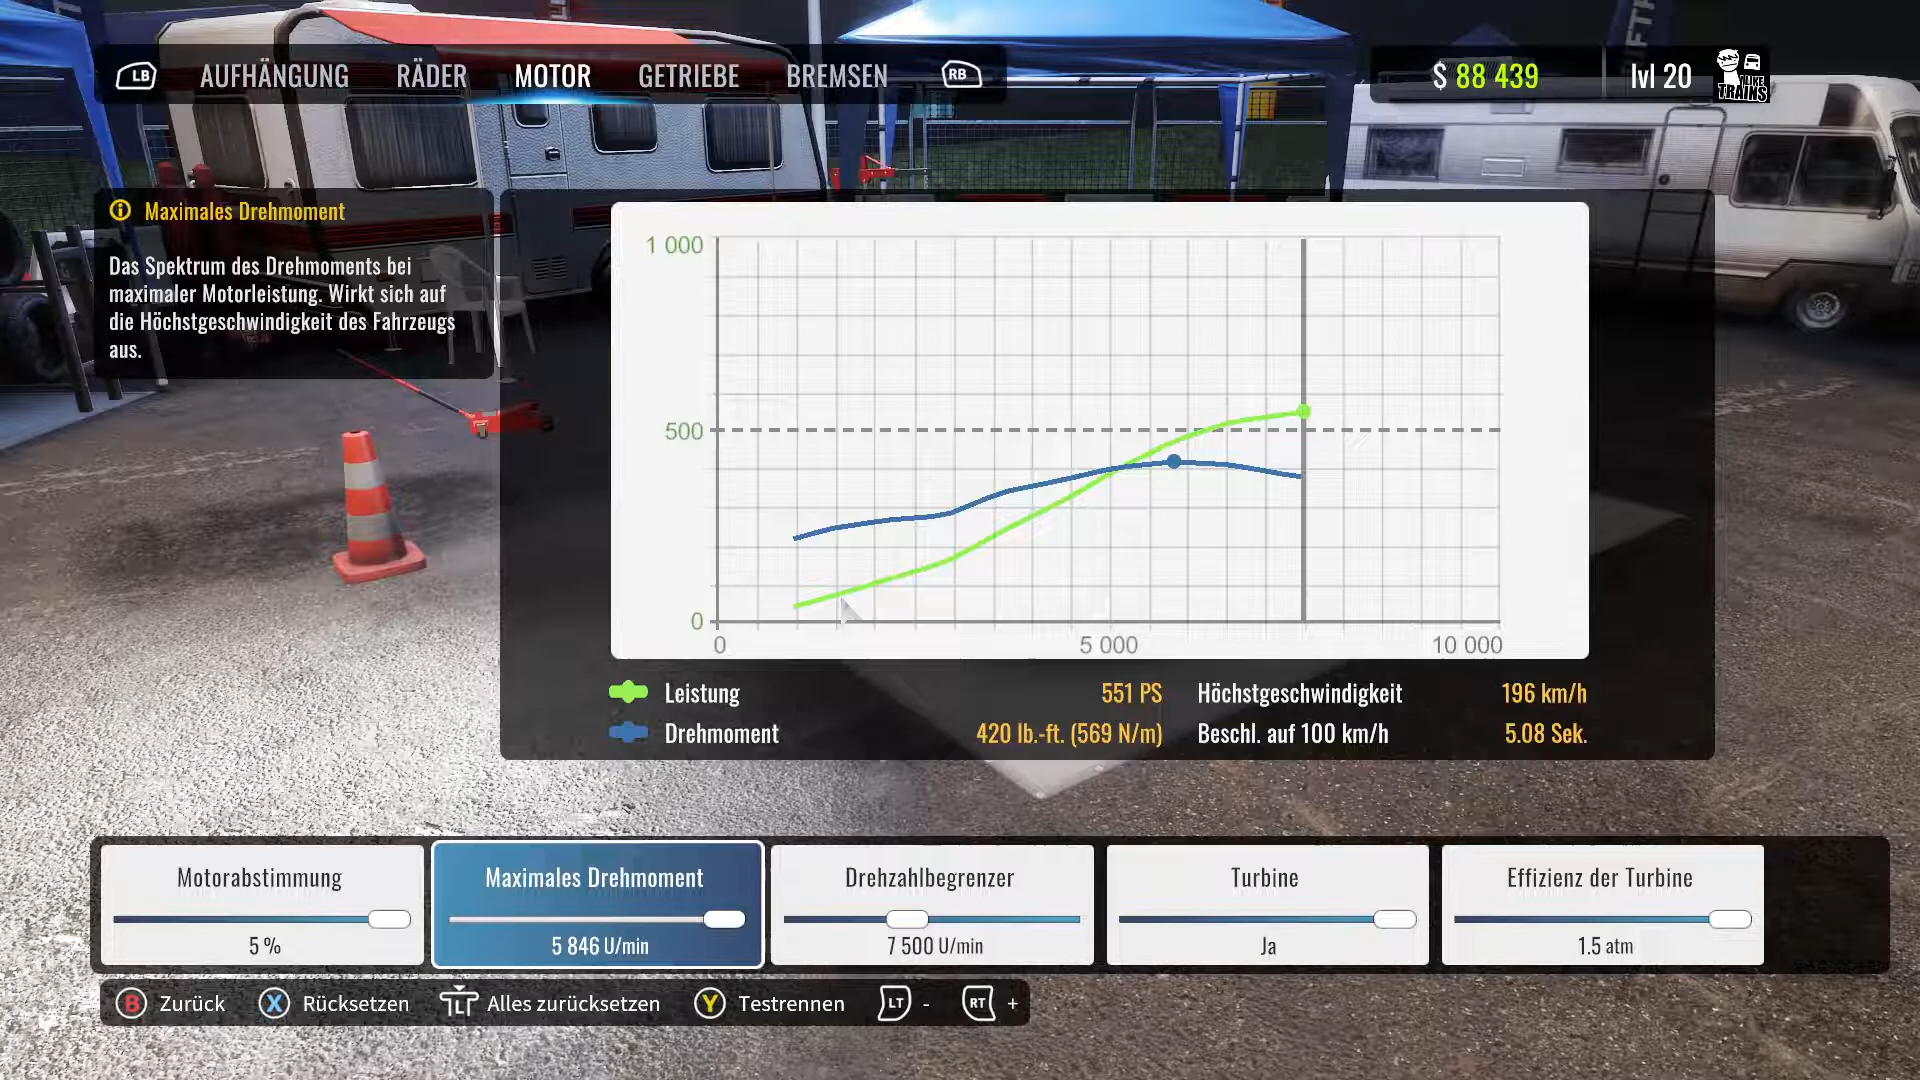 LB AUFHÄNGUNG RÄDER MOTOR GETRIEBE BREMSEN RB
$ 88 439 lvl 20
I LIKE TRAINS
Maximales Drehmoment
Das Spektrum des Drehmoments bei
maximaler Motorleistung. Wirkt sich auf
die Höchstgeschwindigkeit des Fahrzeugs
aus.
1 000
500
0
0 5 000 10 000
Leistung 551 PS Höchstgeschwindigkeit 196 km/h
Drehmoment 420 lb.-ft. (569 N/m) Beschl. auf 100 km/h 5.08 Sek.
Motorabstimmung Maximales Drehmoment Drehzahlbegrenzer Turbine Effizienz der Turbine
5 % 5 846 U/min 7 500 U/min Ja 1.5 atm
B Zurück X Rücksetzen L Alles zurücksetzen Y Testrennen LT - RT +